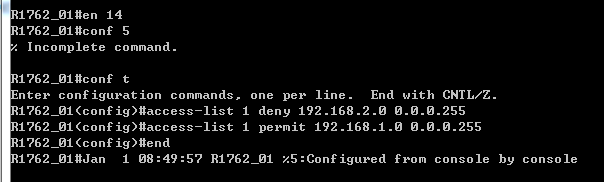 R1762_01#en 14
R1762_01#conf 5
% Incomplete command.
R1762_01#conf t
Enter configuration commands, one per line.  End with CNTL/Z.
R1762_01(config)#access-list 1 deny 192.168.2.0 0.0.0.255
R1762_01(config)#access-list 1 permit 192.168.1.0 0.0.0.255
R1762_01(config)#end
R1762_01#Jan  1 08:49:57 R1762_01 %5:Configured from console by console